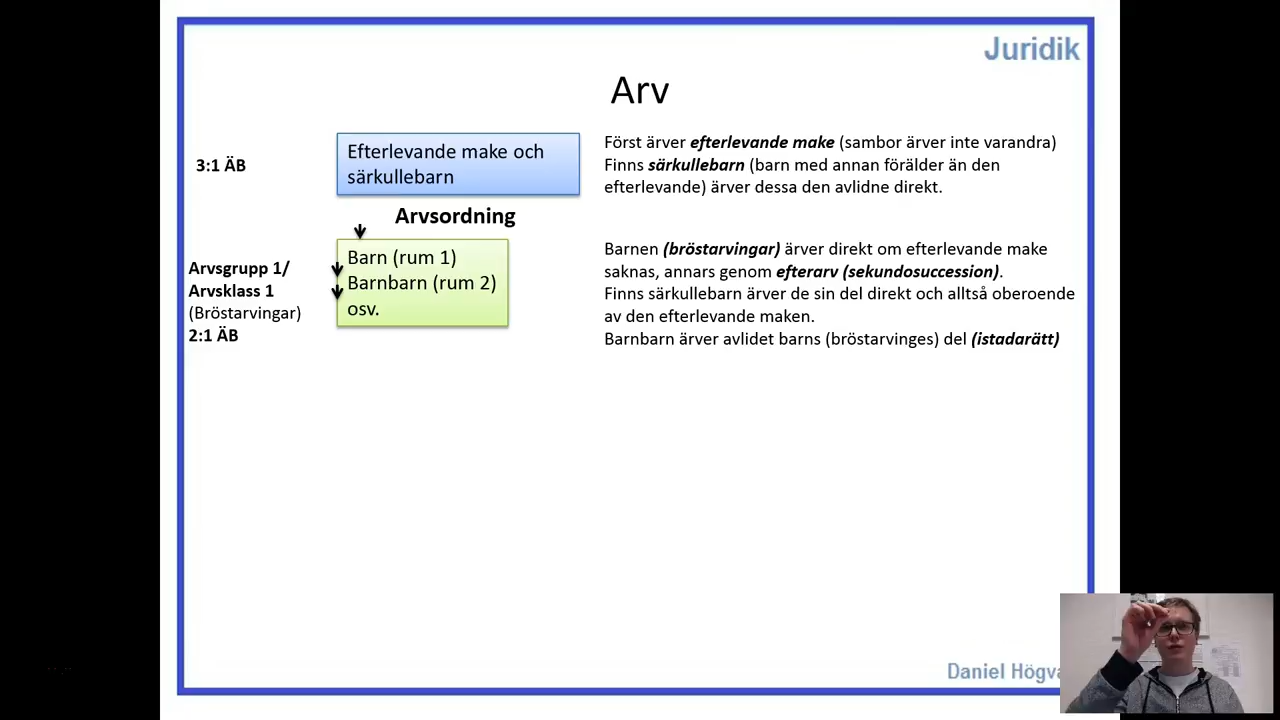 Juridik
Arv
3:1 ÄB
Efterlevande make och
särkullebarn
Först ärver efterlevande make (sambor ärver inte varandra)
Finns särkullebarn (barn med annan förälder än den
efterlevande) ärver dessa den avlidne direkt.
Arvsordning
Arvsgrupp 1/
Arvsklass 1
(Bröstarvingar)
2:1 ÄB
Barn (rum 1)
Barnbarn (rum 2)
osv.
Barnen (bröstarvingar) ärver direkt om efterlevande make
saknas, annars genom efterarv (sekundosuccession).
Finns särkullebarn ärver de sin del direkt och alltså oberoende
av den efterlevande maken.
Barnbarn ärver avlidet barns (bröstarvinges) del (istadarätt)
Daniel Högva